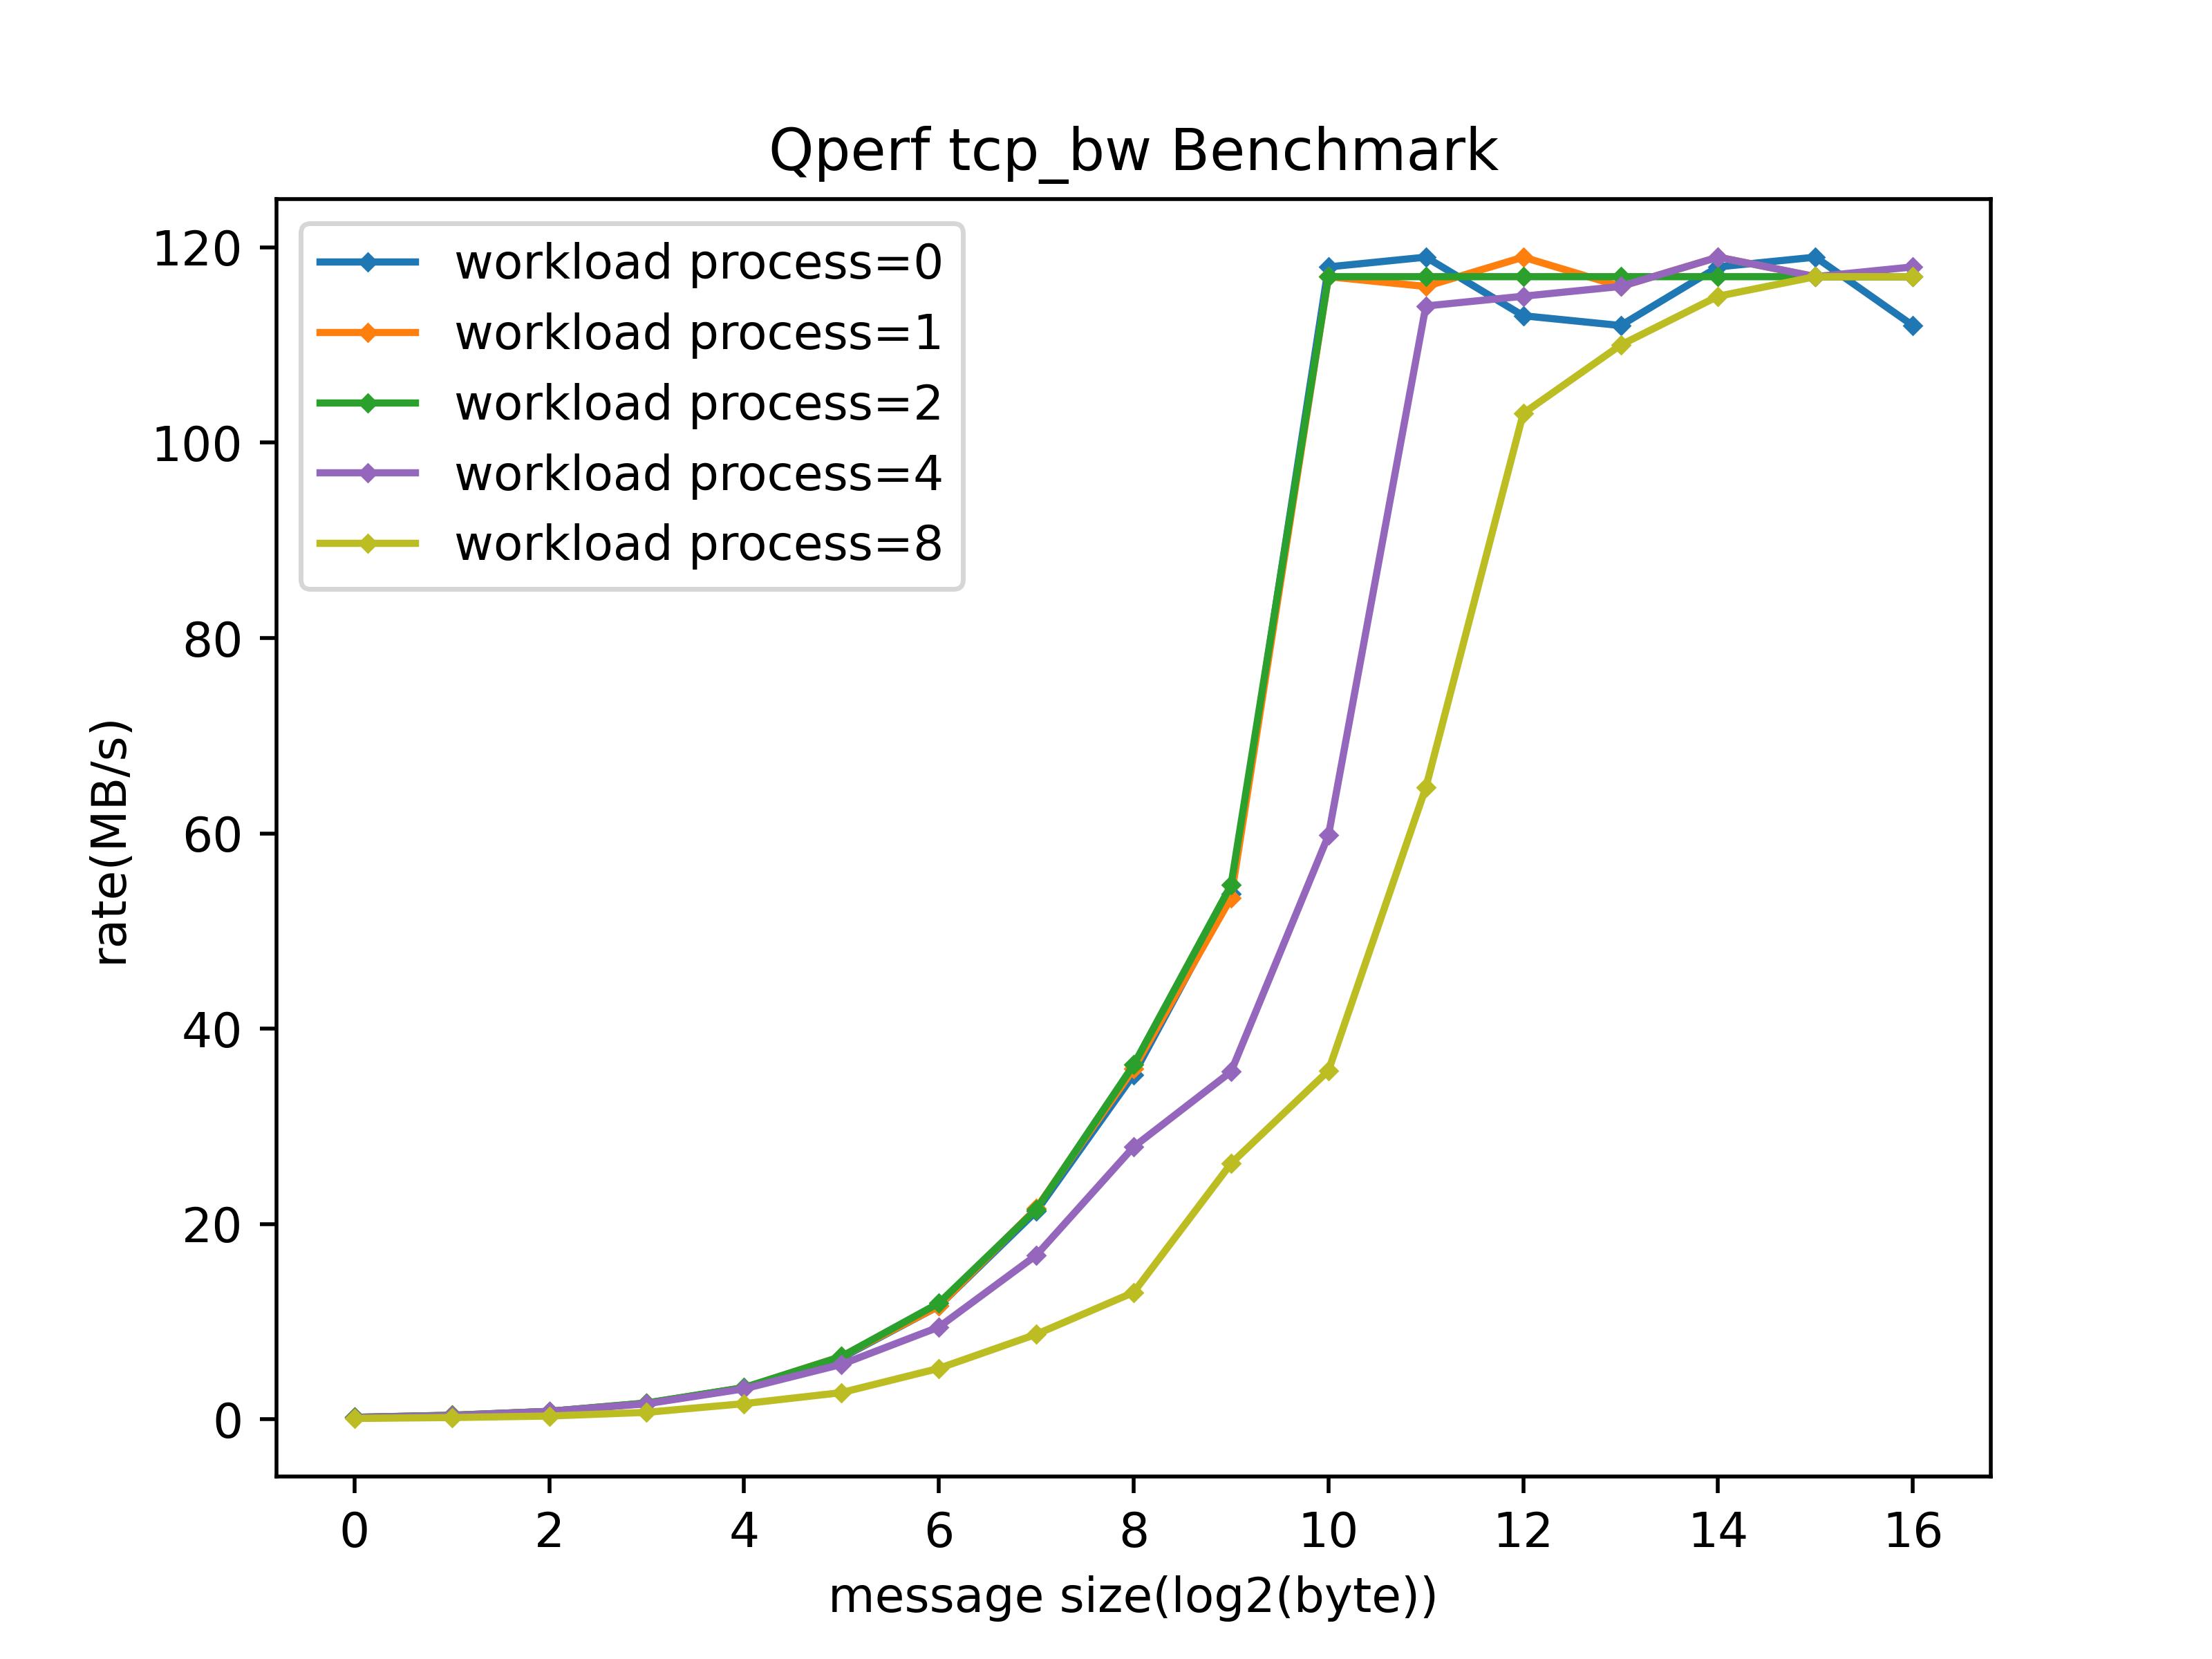 Qperf tcp_bw Benchmark
workload process=0
workload process=1
workload process=2
workload process=4
workload process=8
120
100
80
60
40
20
0
rate(MB/s)
0 2 4 6 8 10 12 14 16
message size(log2(byte))